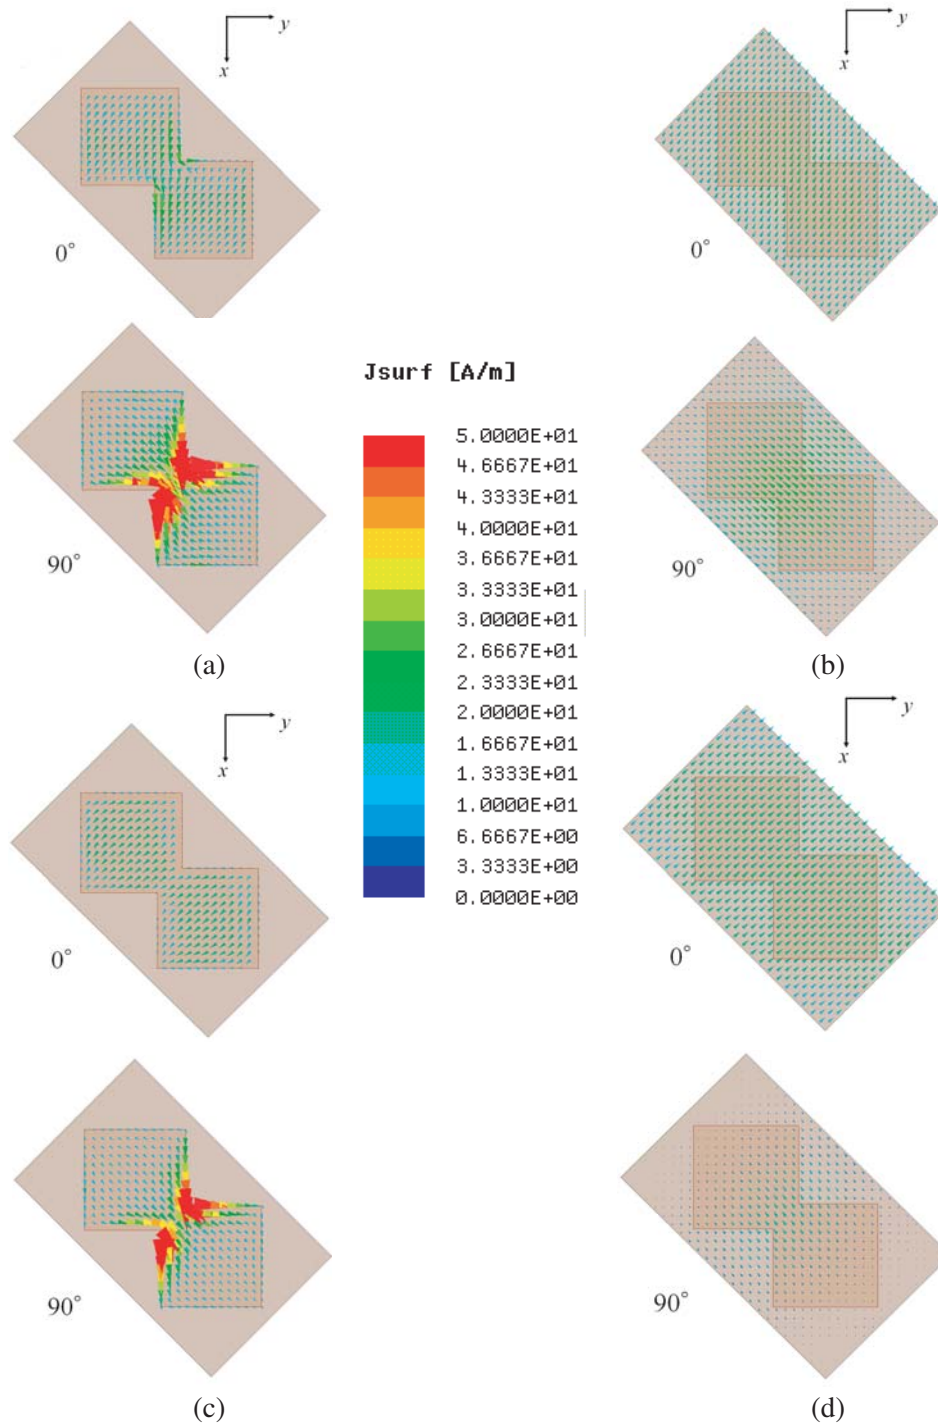 y
x
0°
y
x
0°
90°
(a)
Jsurf [A/m]
5.0000E+01
4.6667E+01
4.3333E+01
4.0000E+01
3.6667E+01
3.3333E+01
3.0000E+01
2.6667E+01
2.3333E+01
2.0000E+01
1.6667E+01
1.3333E+01
1.0000E+01
6.6667E+00
3.3333E+00
0.0000E+00
90°
(b)
y
x
0°
y
x
0°
90°
(c)
90°
(d)